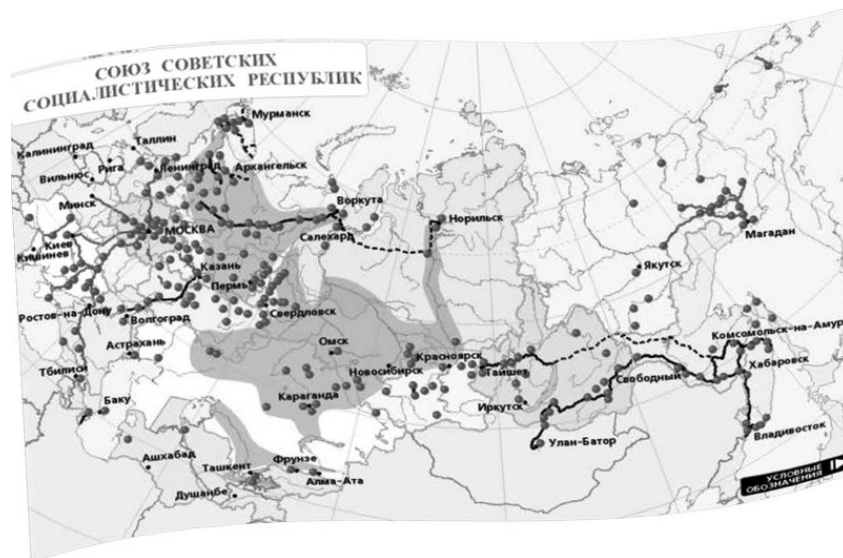 СОЮЗ СОВЕТСКИХ
СОЦИАЛИСТИЧЕСКИХ РЕСПУБЛИК
Мурманск
Таллин
Калининград
Рига
Ленинград
Архангельск
Вильнюс
Воркута
Минск
Норильск
МОСКВА
Салехард
Магадан
Киев
Кишинев
Якутск
Казань
Пермь
Ростов-на-Дону
Волгоград
Свердловск
Комсомольск-на-Амур
Астрахань
Омск
Красноярск
Тбилиси
Новосибирск
Тайшет
Свободный
Хабаровск
Караганда
Иркутск
Баку
Улан-Батор
Владивосток
Ашхабад
Ташкент
Фрунзе
Алма-Ата
Душанбе
УСЛОВНЫЕ
ОБОЗНАЧЕНИЯ